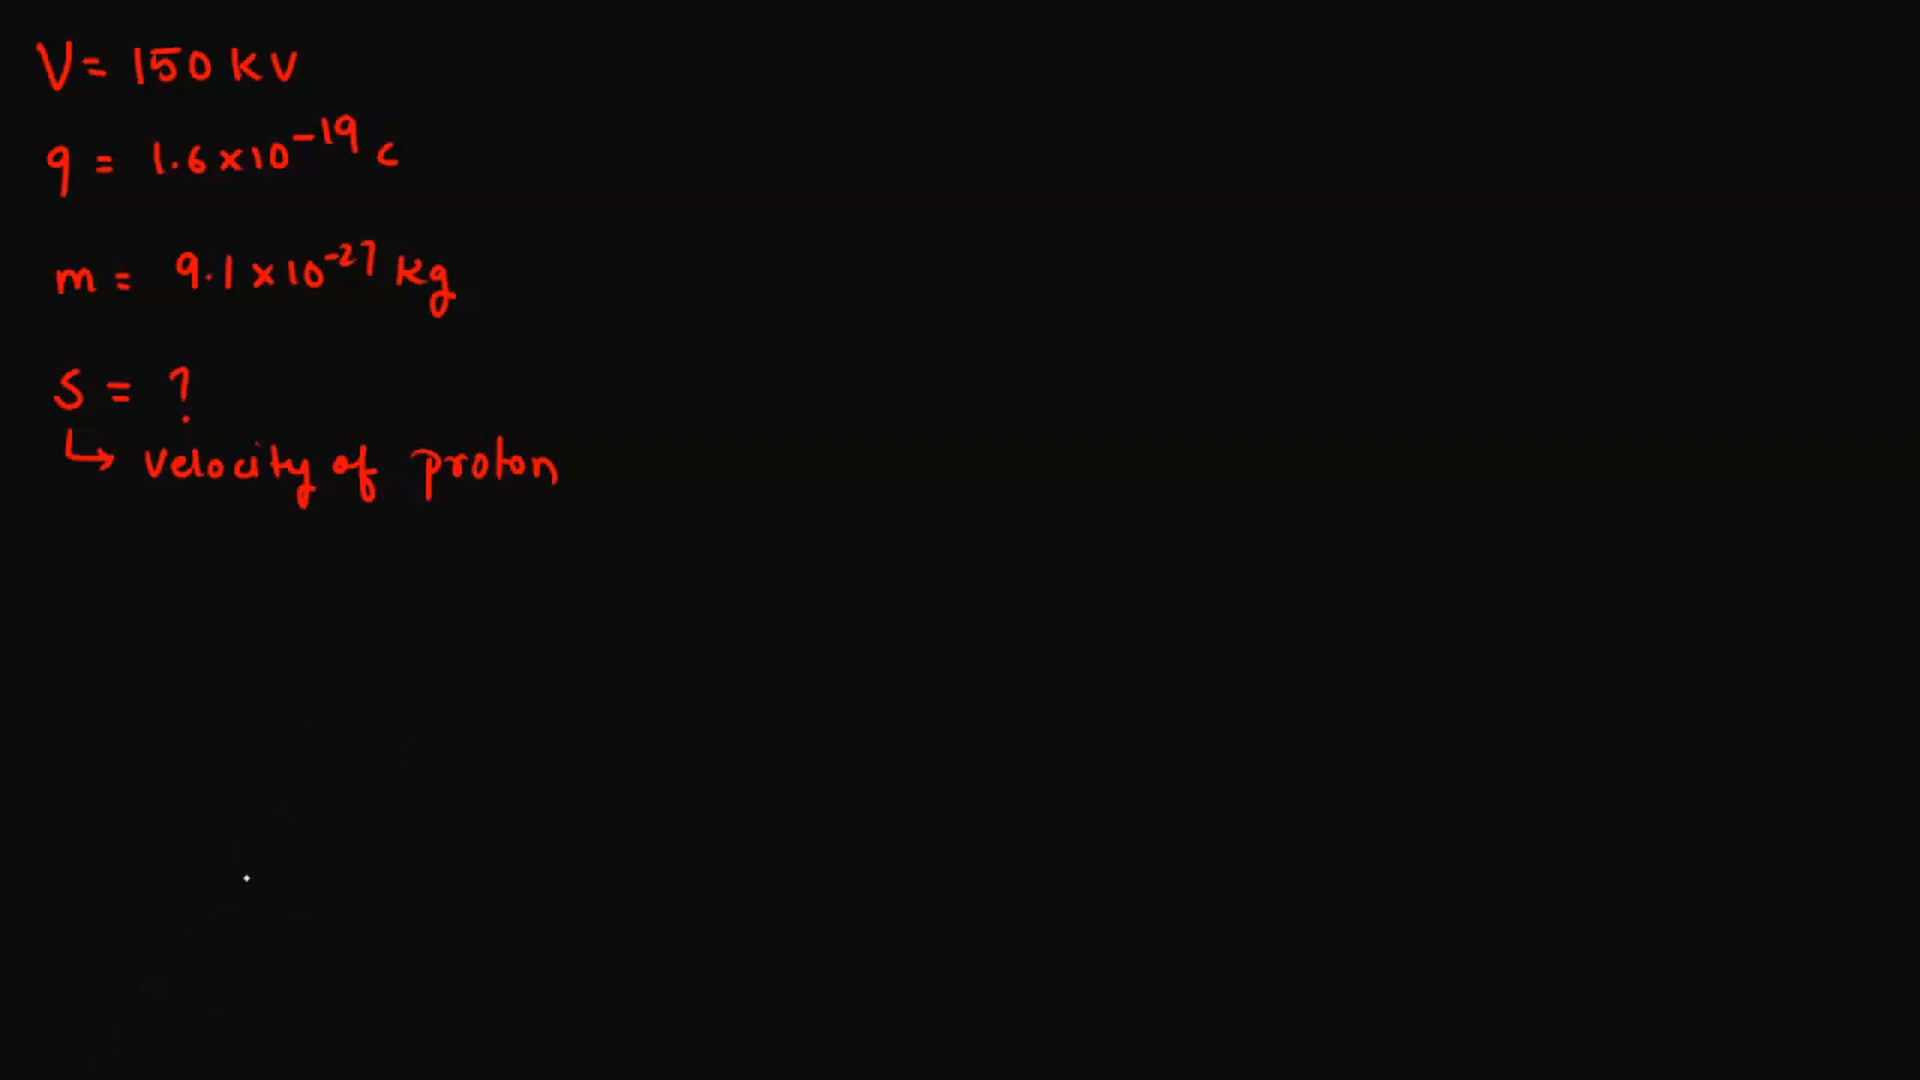 V = 150 kV
q = 1.6 × 10⁻¹⁹ c
m = 9.1 × 10⁻²⁷ kg
S = ?
↳ velocity of proton